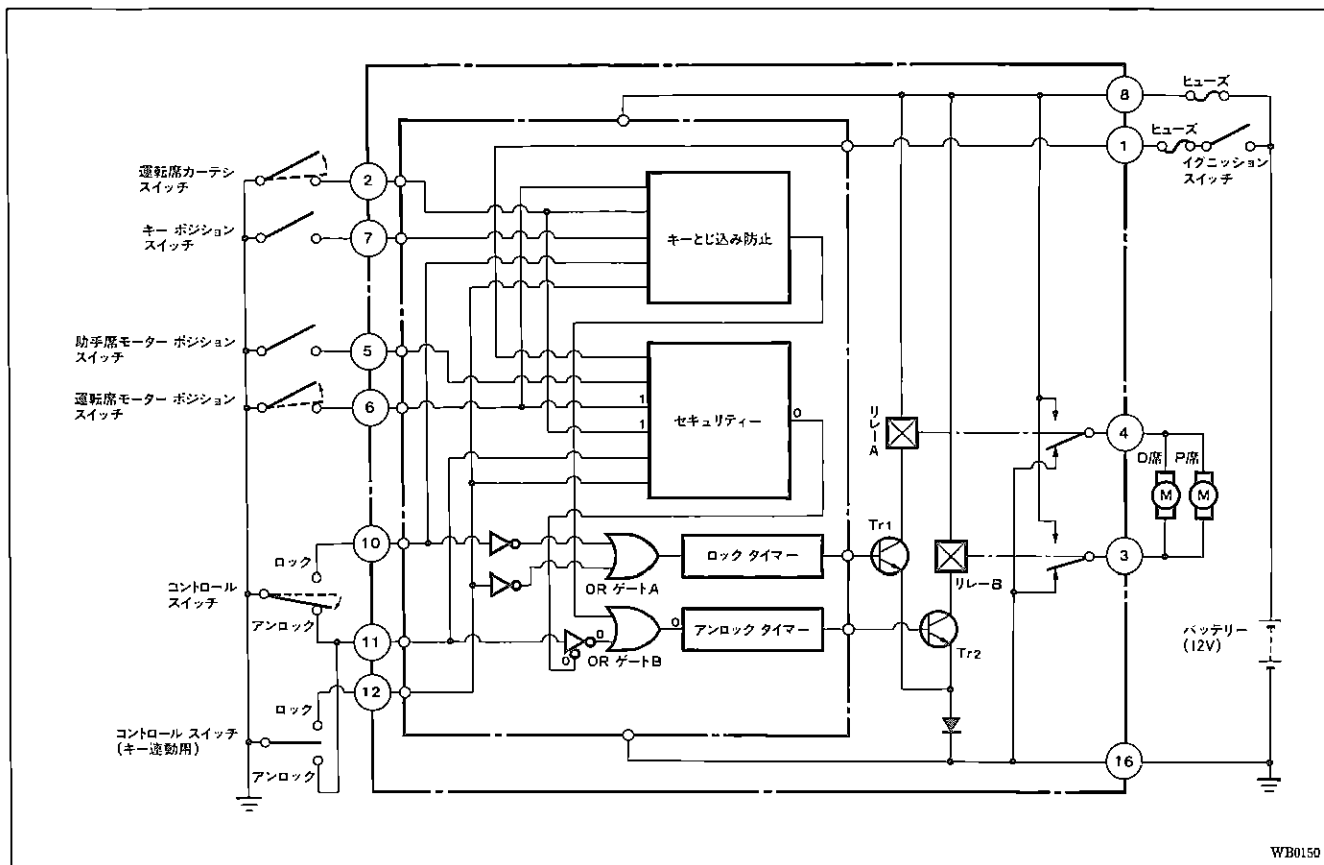 ヒューズ
8
ヒューズ
1
イグニッション
スイッチ
運転席カーテシ
スイッチ
2
キー ポジション
スイッチ
7
キーとじ込み防止
助手席モーター ポジション
スイッチ
5
運転席モーター ポジション
スイッチ
6
1
1
セキュリティー
0
リレーA
4
D席
P席
M
M
10
ロック
Tr1
ロック タイマー
OR ゲートA
リレーB
3
コントロール
スイッチ
アンロック
11
0
0
OR ゲートB
0
アンロック タイマー
Tr2
バッテリー
(12V)
12
ロック
コントロール スイッチ
(キー連動用)
アンロック
16
WB0159